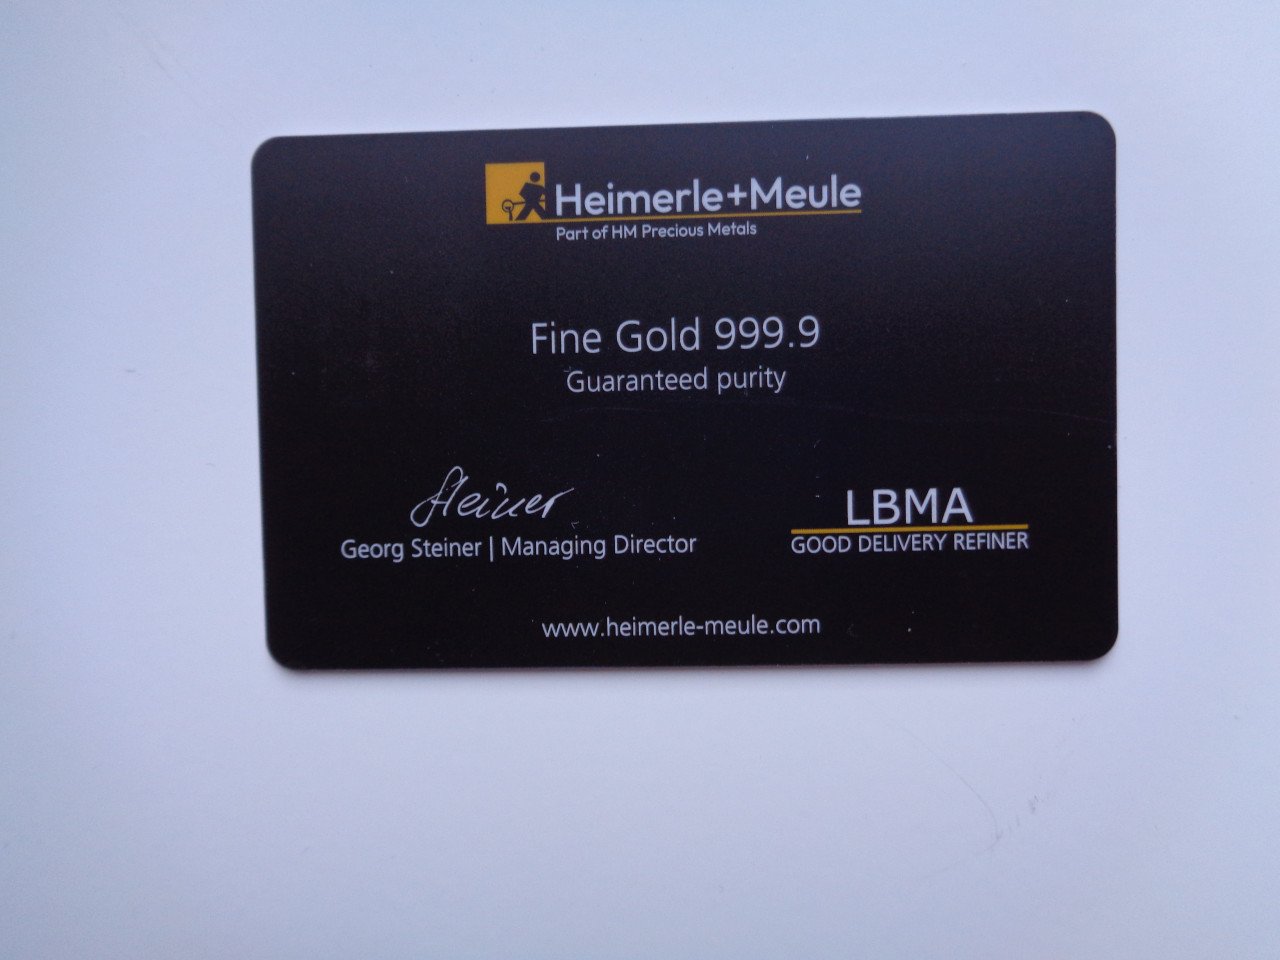 Heimerle+Meule
Part of HM Precious Metals
Fine Gold 999.9
Guaranteed purity
Steiner
Georg Steiner | Managing Director
LBMA
GOOD DELIVERY REFINER
www.heimerle-meule.com